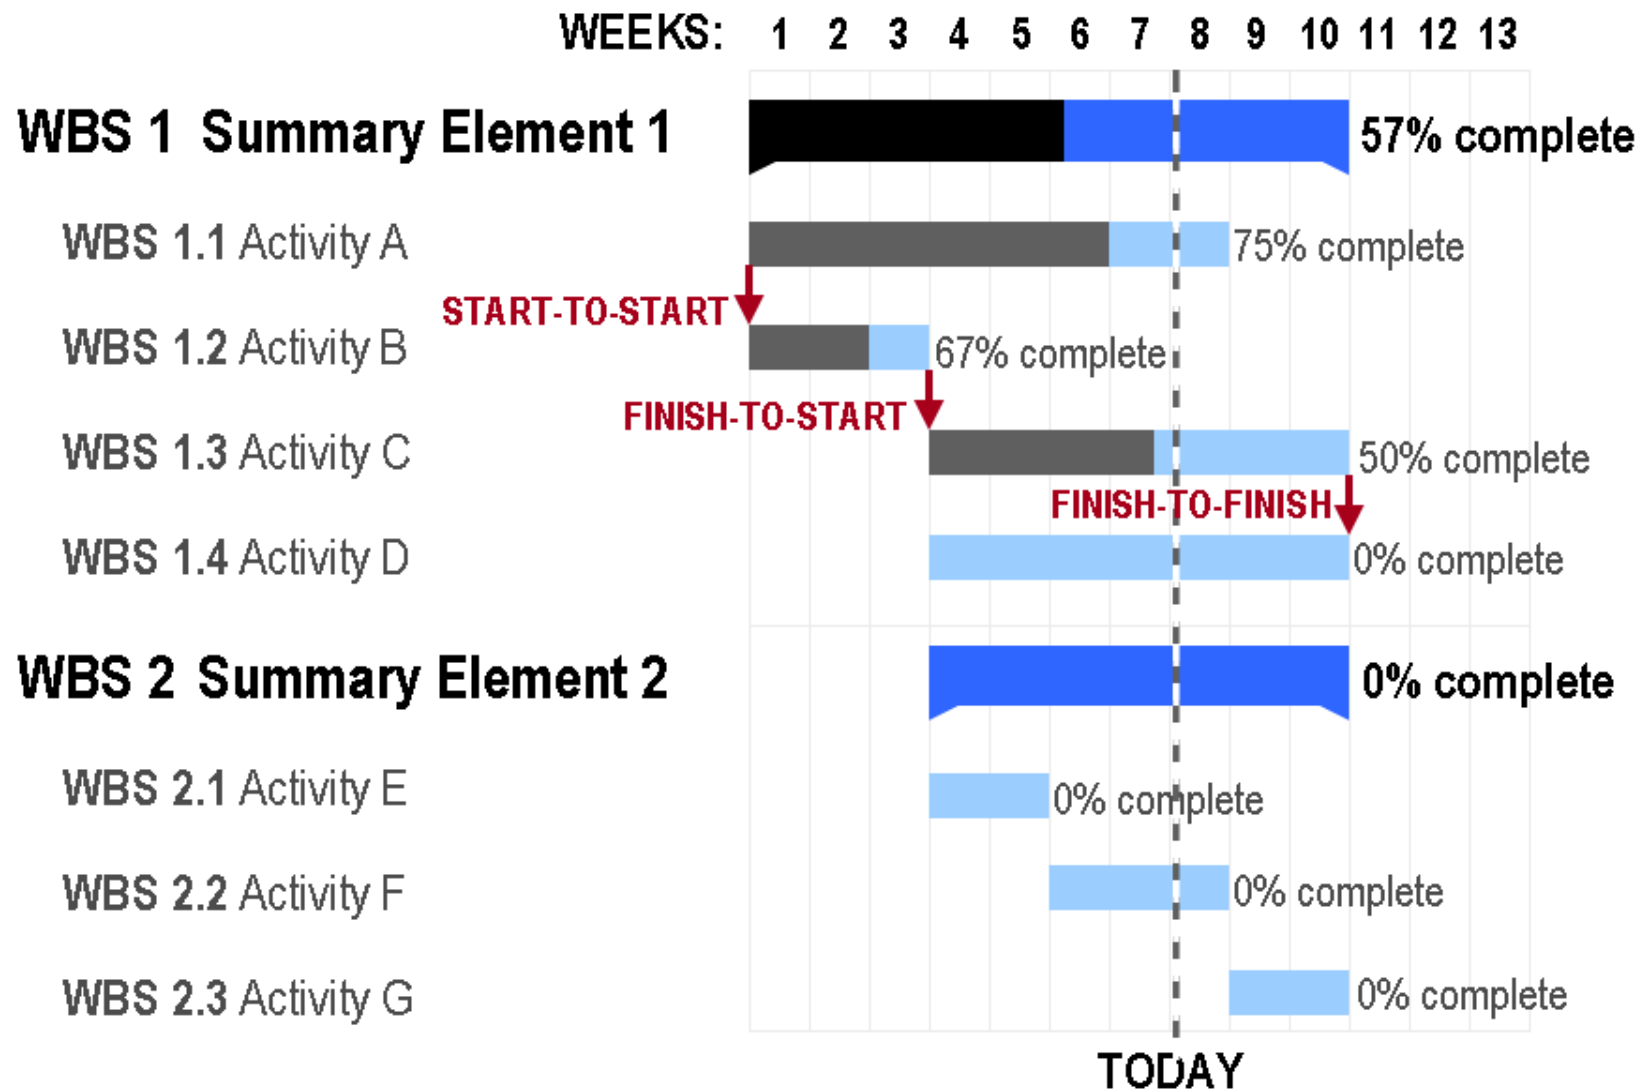 WEEKS: 1 2 3 4 5 6 7 8 9 10 11 12 13
WBS 1 Summary Element 1 57% complete
WBS 1.1 Activity A 75% complete
START-TO-START
WBS 1.2 Activity B 67% complete
FINISH-TO-START
WBS 1.3 Activity C 50% complete
FINISH-TO-FINISH
WBS 1.4 Activity D 0% complete
WBS 2 Summary Element 2 0% complete
WBS 2.1 Activity E 0% complete
WBS 2.2 Activity F 0% complete
WBS 2.3 Activity G 0% complete
TODAY